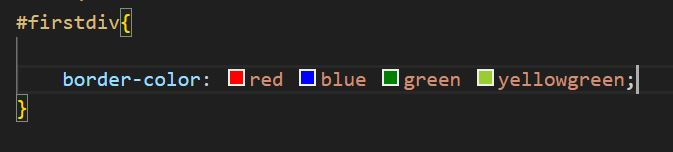 #firstdiv{
border-color: red blue green yellowgreen;
}